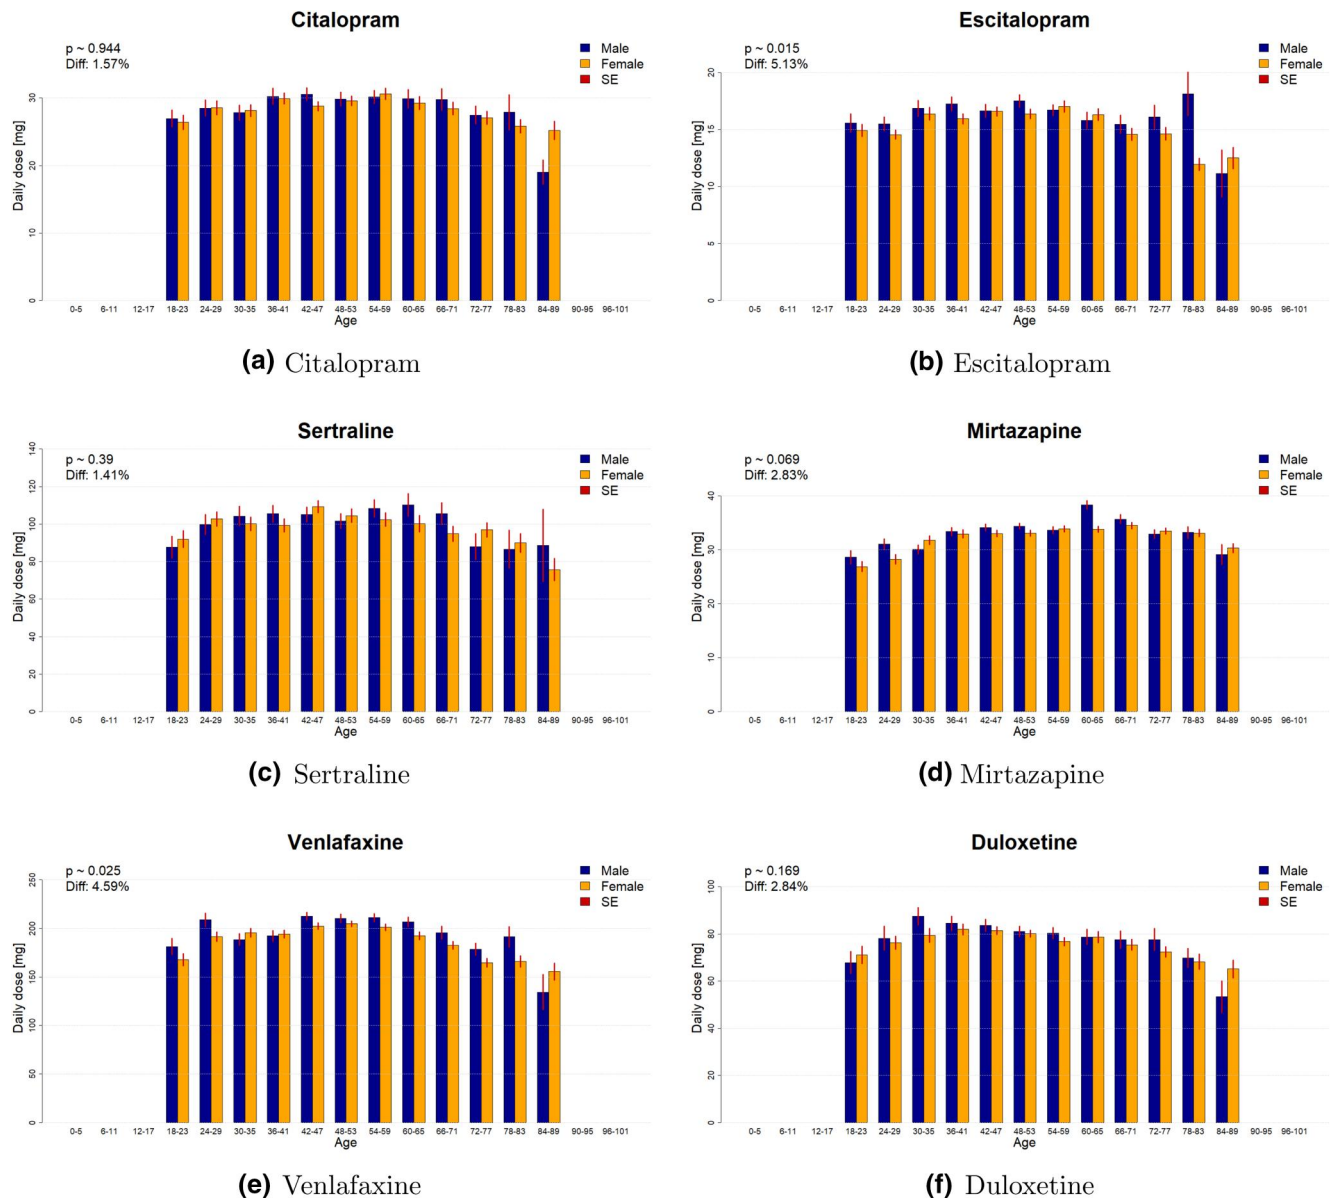 Citalopram
p ~ 0.944
Diff: 1.57%
Male
Female
SE
Daily dose [mg]
0
10
20
30
0-5 6-11 12-17 18-23 24-29 30-35 36-41 42-47 48-53 54-59 60-65 66-71 72-77 78-83 84-89 90-95 96-101
Age
(a) Citalopram
Escitalopram
p ~ 0.015
Diff: 5.13%
Male
Female
SE
Daily dose [mg]
0
5
10
15
20
0-5 6-11 12-17 18-23 24-29 30-35 36-41 42-47 48-53 54-59 60-65 66-71 72-77 78-83 84-89 90-95 96-101
Age
(b) Escitalopram
Sertraline
p ~ 0.39
Diff: 1.41%
Male
Female
SE
Daily dose [mg]
0
20
40
60
80
100
120
140
0-5 6-11 12-17 18-23 24-29 30-35 36-41 42-47 48-53 54-59 60-65 66-71 72-77 78-83 84-89 90-95 96-101
Age
(c) Sertraline
Mirtazapine
p ~ 0.069
Diff: 2.83%
Male
Female
SE
Daily dose [mg]
0
10
20
30
40
0-5 6-11 12-17 18-23 24-29 30-35 36-41 42-47 48-53 54-59 60-65 66-71 72-77 78-83 84-89 90-95 96-101
Age
(d) Mirtazapine
Venlafaxine
p ~ 0.025
Diff: 4.59%
Male
Female
SE
Daily dose [mg]
0
50
100
150
200
250
0-5 6-11 12-17 18-23 24-29 30-35 36-41 42-47 48-53 54-59 60-65 66-71 72-77 78-83 84-89 90-95 96-101
Age
(e) Venlafaxine
Duloxetine
p ~ 0.169
Diff: 2.84%
Male
Female
SE
Daily dose [mg]
0
20
40
60
80
100
0-5 6-11 12-17 18-23 24-29 30-35 36-41 42-47 48-53 54-59 60-65 66-71 72-77 78-83 84-89 90-95 96-101
Age
(f) Duloxetine